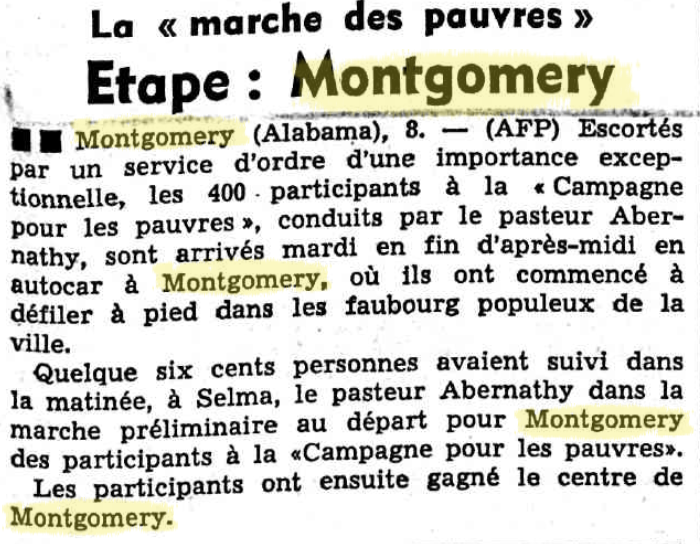 La « marche des pauvres »
Etape : Montgomery
■■ Montgomery (Alabama), 8. — (AFP) Escortés
par un service d'ordre d'une importance excep-
tionnelle, les 400 participants à la « Campagne
pour les pauvres », conduits par le pasteur Aber-
nathy, sont arrivés mardi en fin d'après-midi en
autocar à Montgomery, où ils ont commencé à
défiler à pied dans les faubourg populeux de la
ville.
Quelque six cents personnes avaient suivi dans
la matinée, à Selma, le pasteur Abernathy dans la
marche préliminaire au départ pour Montgomery
des participants à la «Campagne pour les pauvres».
Les participants ont ensuite gagné le centre de
Montgomery.